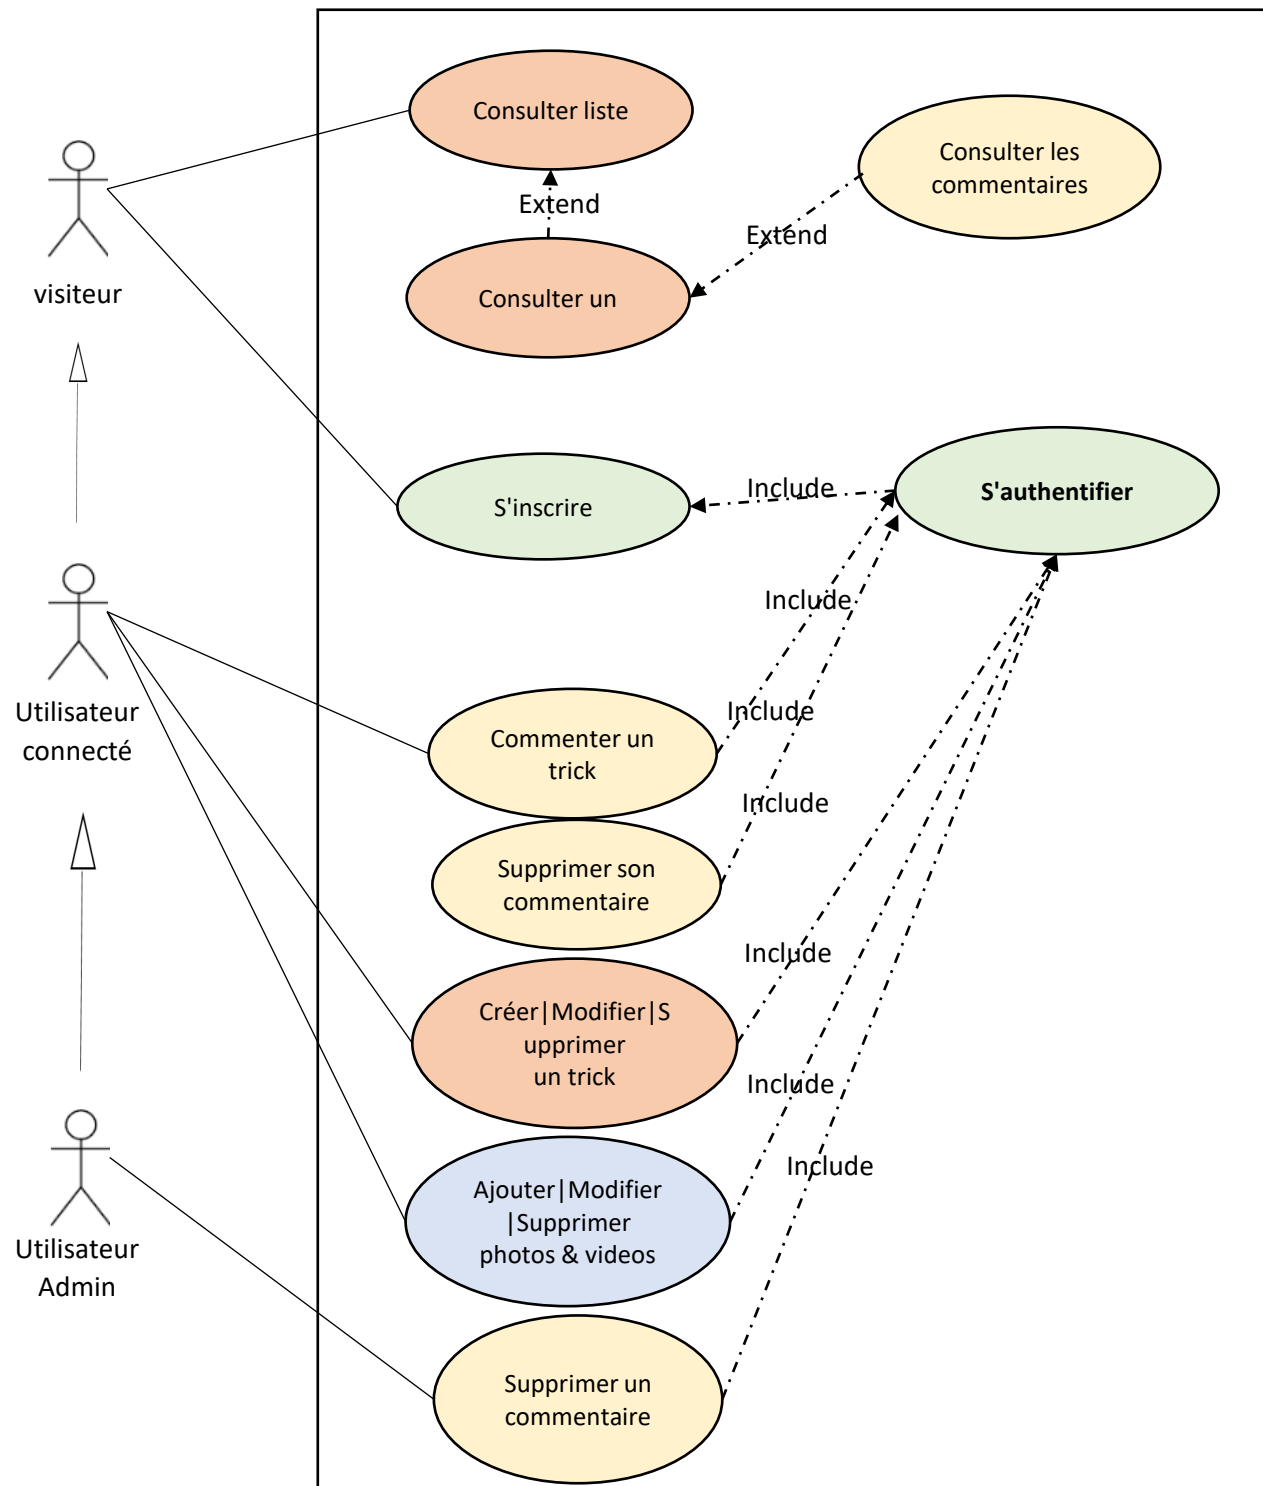 Consulter liste
Consulter les
commentaires
Extend
Extend
Consulter un
visiteur
S'inscrire
Include
S'authentifier
Include
Utilisateur
connecté
Include
Commenter un
trick
Include
Supprimer son
commentaire
Include
Créer|Modifier|S
upprimer
un trick
Include
Include
Ajouter|Modifier
|Supprimer
photos & videos
Utilisateur
Admin
Supprimer un
commentaire